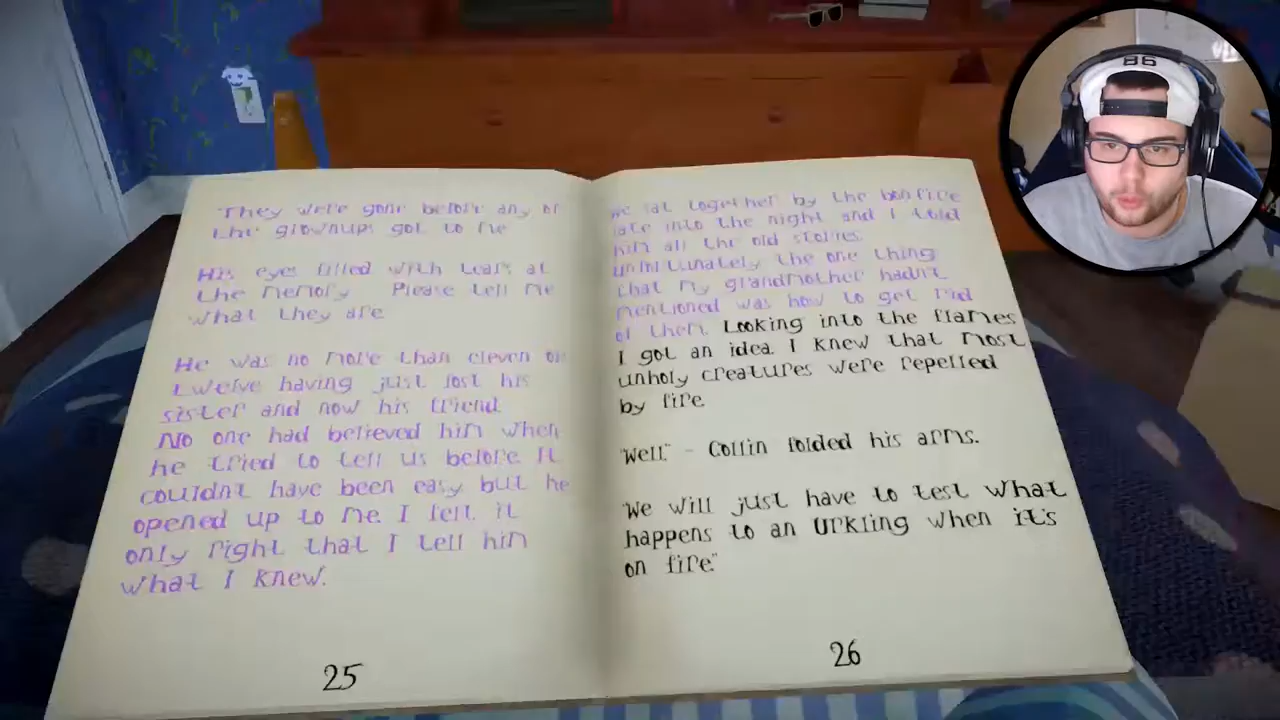 "They were gone before any of
the grownups got to me
His eyes filled with tears at
the memory Please tell me
what they are
He was no more than eleven or
twelve having just lost his
sister and now his friend
No one had believed him when
he tried to tell us before It
couldn't have been easy but he
opened up to me I felt it
only right that I tell him
what I knew.
25
We sat together by the bonfire
late into the night and I told
him all the old stories
Unfortunately the one thing
that my grandmother hadn't
mentioned was how to get rid
of them. Looking into the flames
I got an idea I knew that most
unholy creatures were repelled
by fire
"Well" - Collin folded his arms.
"We will just have to test what
happens to an Urkling when it's
on fire."
26
86